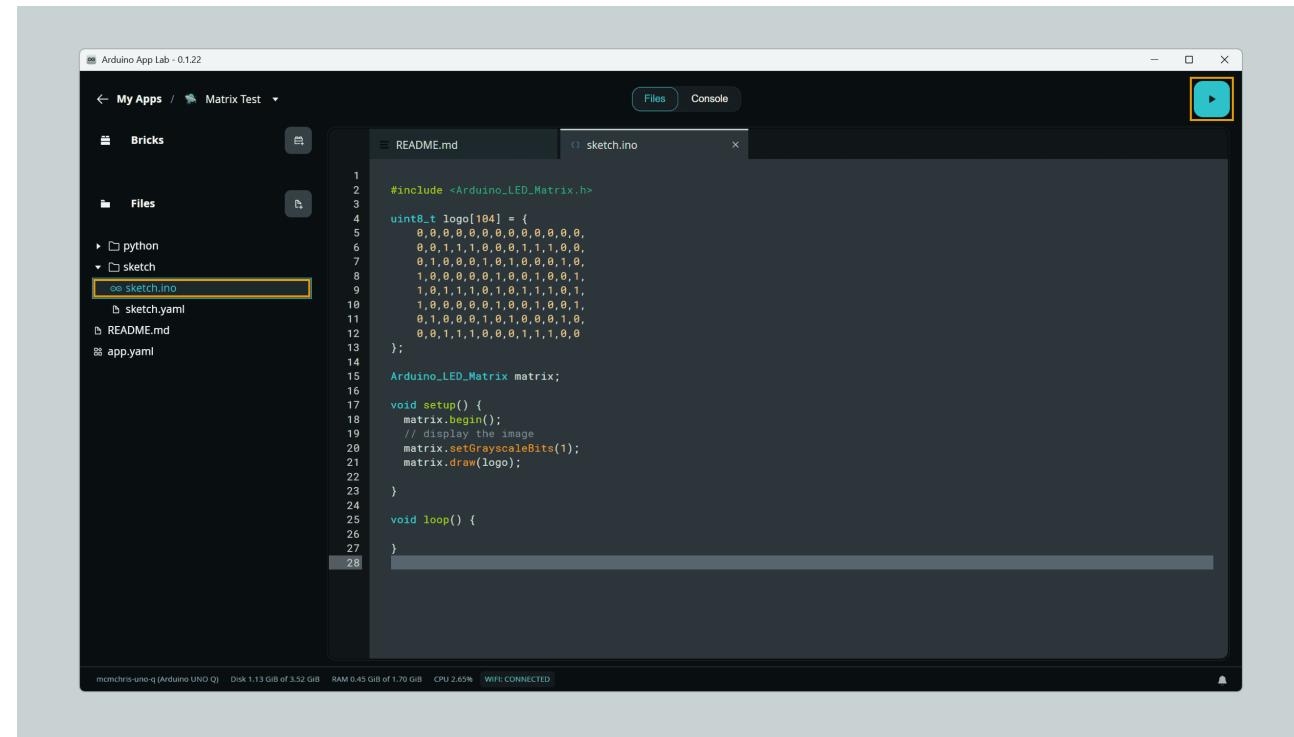 Arduino App Lab - 0.1.22
My Apps / Matrix Test
Files Console
Bricks
Files
python
sketch
sketch.ino
sketch.yaml
README.md
app.yaml
README.md
sketch.ino
1
2 #include <Arduino_LED_Matrix.h>
3
4 uint8_t logo[104] = {
5 0,0,0,0,0,0,0,0,0,0,0,0,0,
6 0,0,1,1,1,0,0,0,1,1,1,0,0,
7 0,1,0,0,0,1,0,1,0,0,0,1,0,
8 1,0,0,0,0,0,1,0,0,1,0,0,1,
9 1,0,1,1,1,0,1,0,1,1,1,0,1,
10 1,0,0,0,0,0,1,0,0,1,0,0,1,
11 0,1,0,0,0,1,0,1,0,0,0,1,0,
12 0,0,1,1,1,0,0,0,1,1,1,0,0
13 };
14
15 Arduino_LED_Matrix matrix;
16
17 void setup() {
18 matrix.begin();
19 // display the image
20 matrix.setGrayscaleBits(1);
21 matrix.draw(logo);
22
23 }
24
25 void loop() {
26
27 }
28
mcmchris-uno-q (Arduino UNO Q) Disk 1.13 GiB of 3.52 GiB RAM 0.45 GiB of 1.70 GiB CPU 2.65% WIFI: CONNECTED